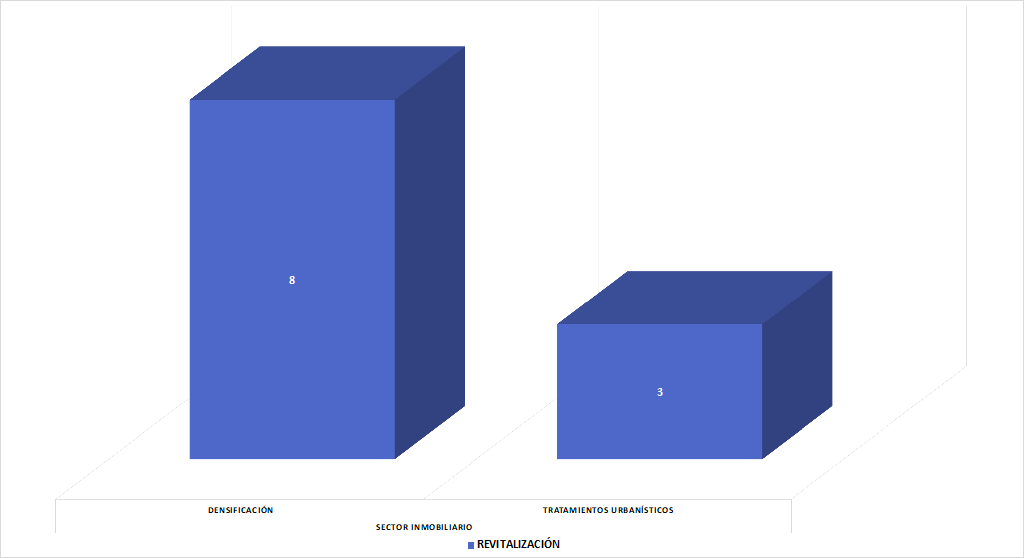 8
3
DENSIFICACIÓN
TRATAMIENTOS URBANÍSTICOS
SECTOR INMOBILIARIO
REVITALIZACIÓN